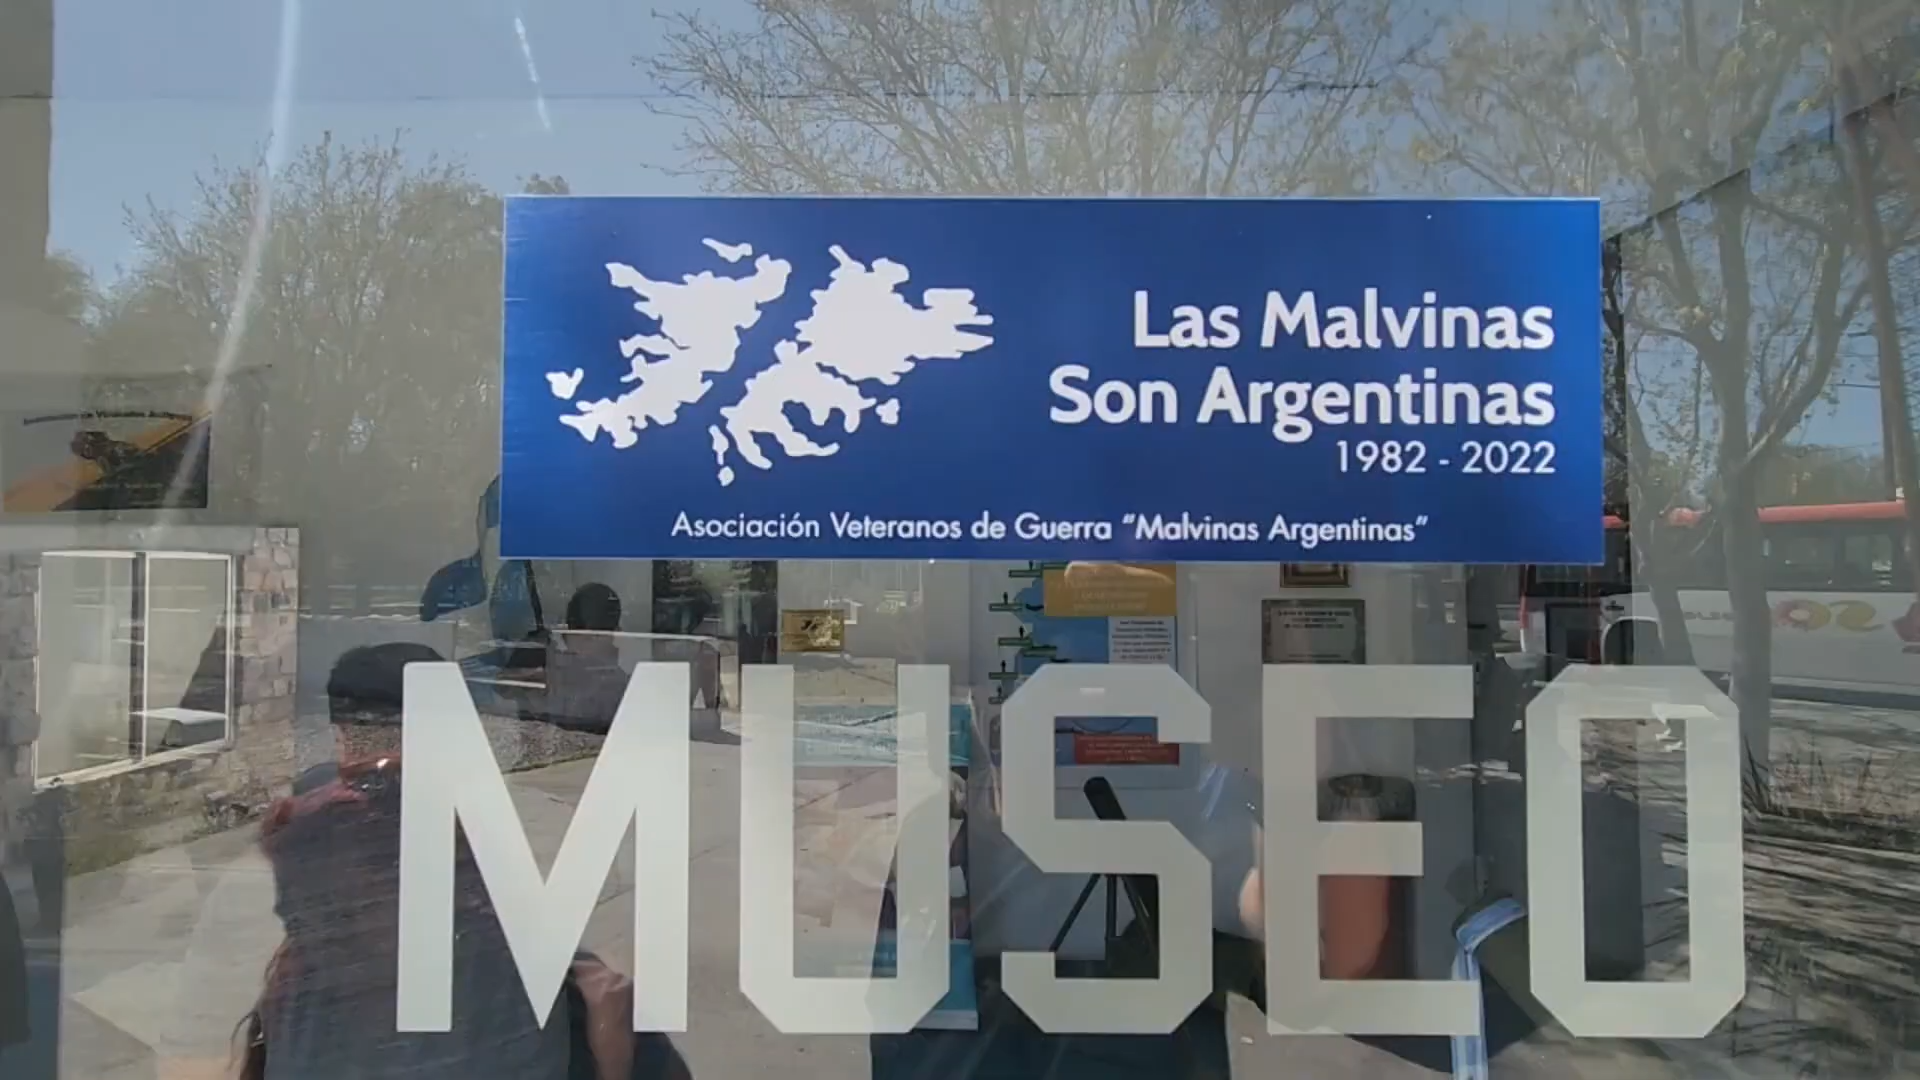 Las Malvinas
Son Argentinas
1982 - 2022
Asociación Veteranos de Guerra “Malvinas Argentinas”
MUSEO